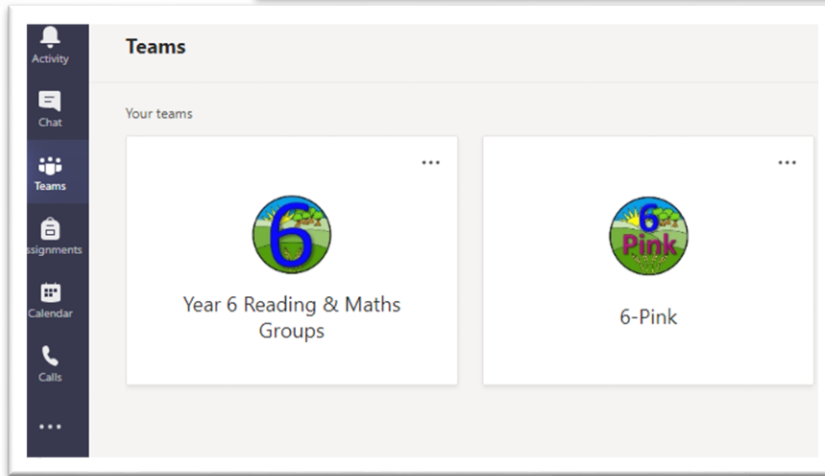 Activity
Chat
Teams
ssignments
Calendar
Calls
Teams
Your teams
6
Year 6 Reading & Maths
Groups
6
Pink
6-Pink